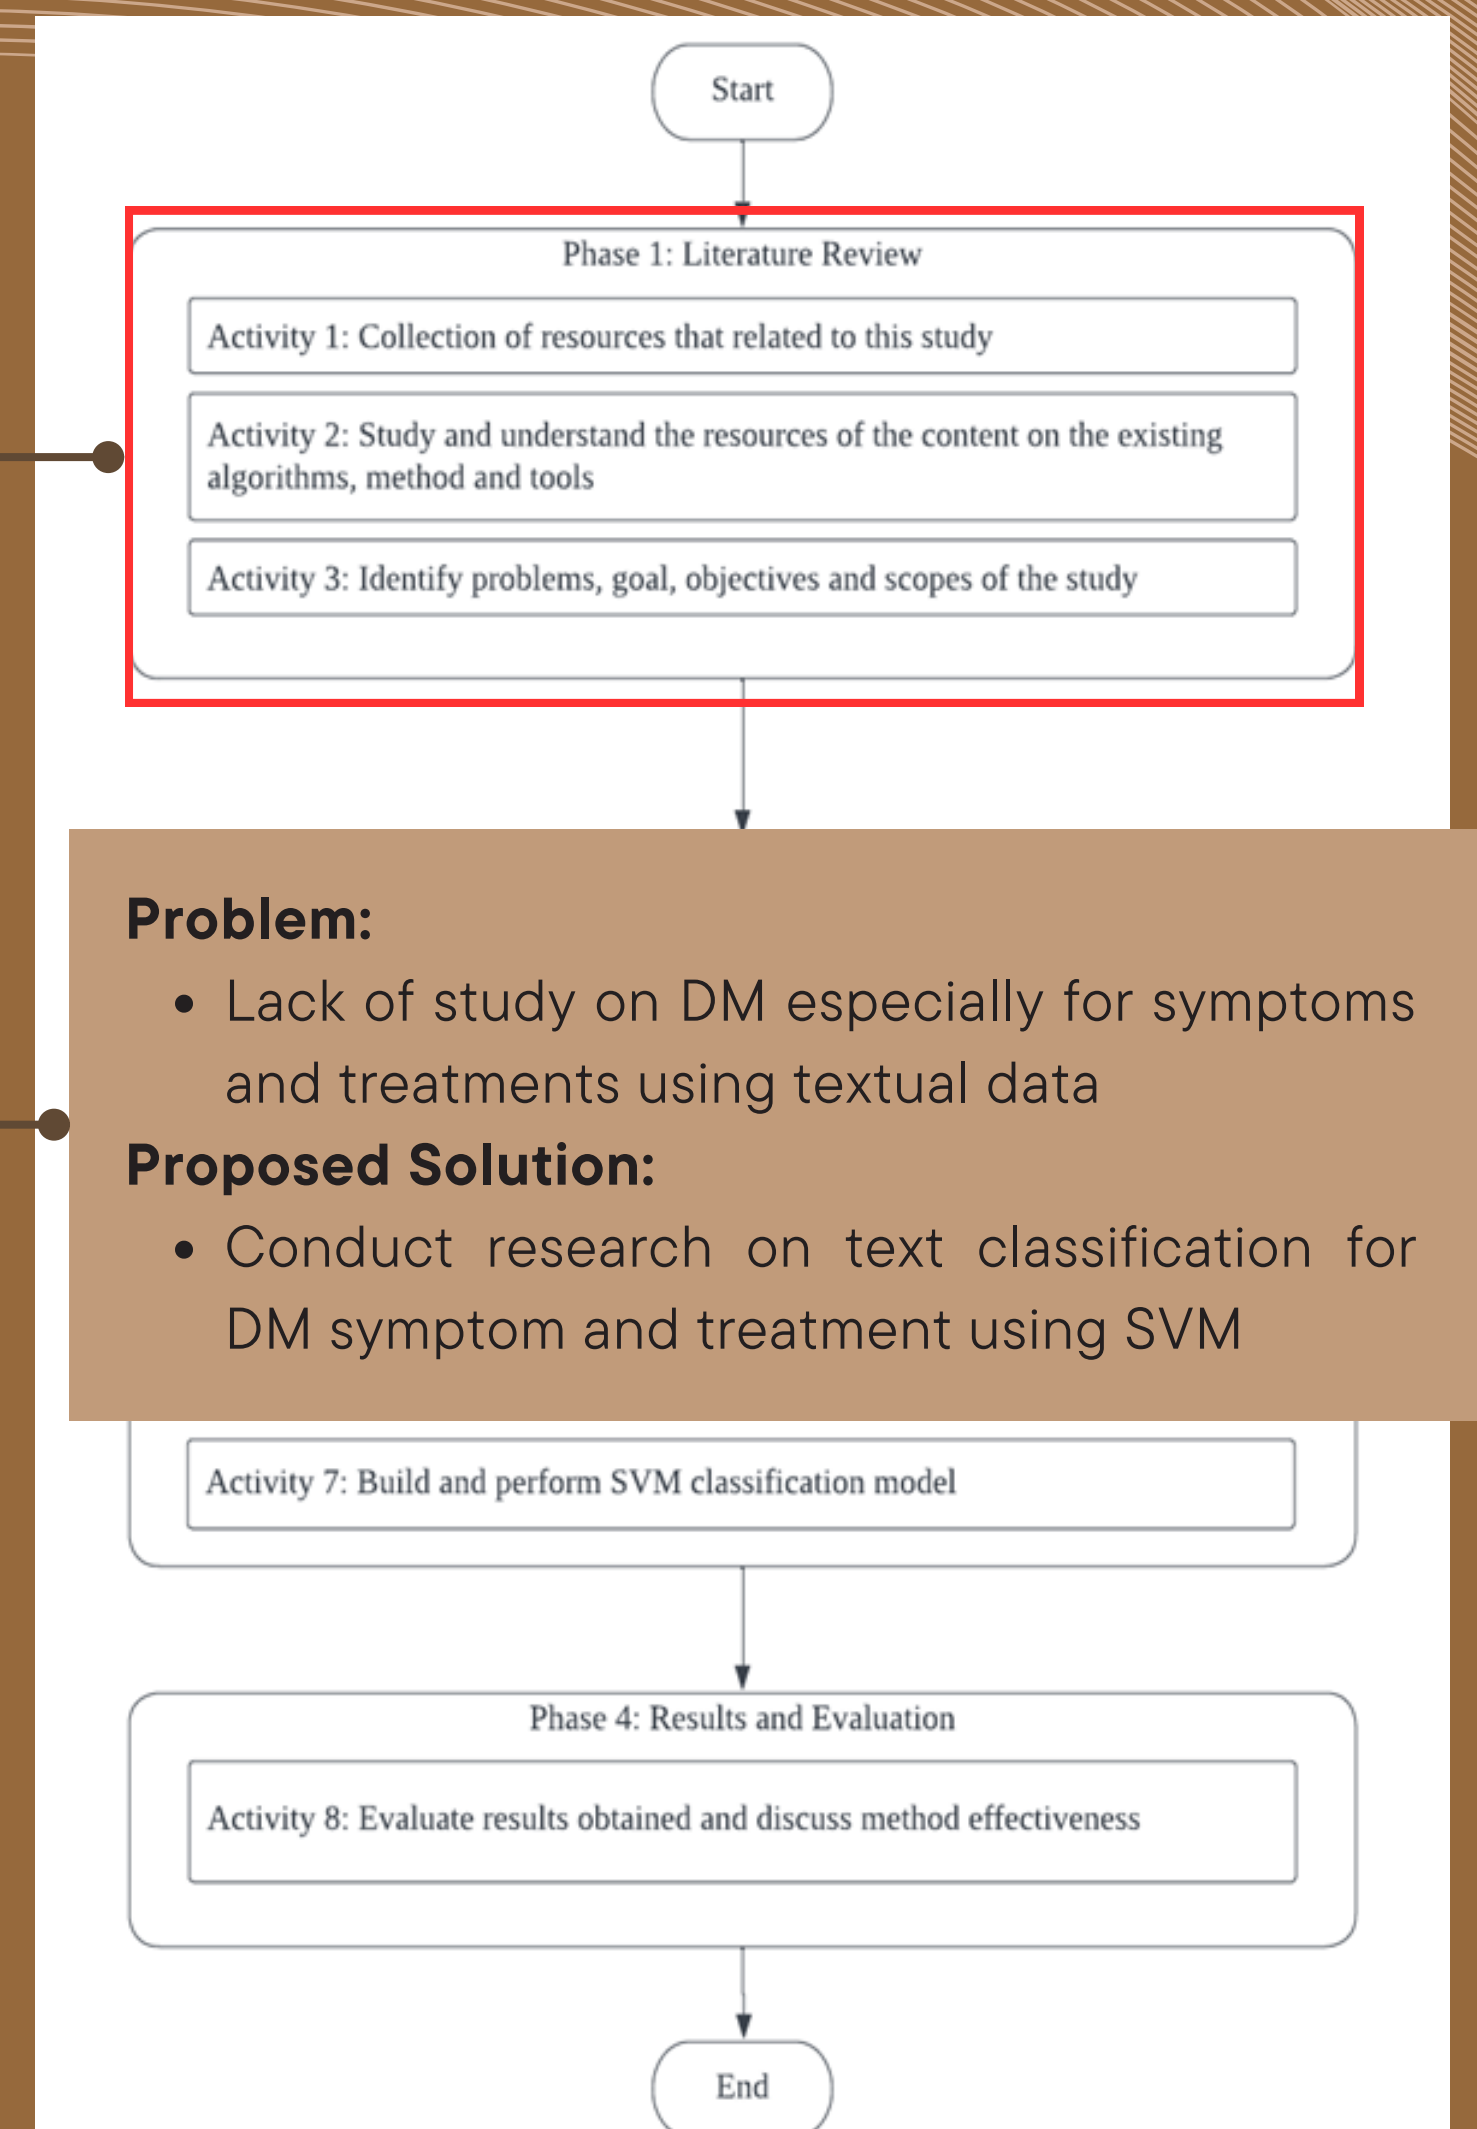 Start
Phase 1: Literature Review
Activity 1: Collection of resources that related to this study
Activity 2: Study and understand the resources of the content on the existing
algorithms, method and tools
Activity 3: Identify problems, goal, objectives and scopes of the study
Problem:
• Lack of study on DM especially for symptoms
and treatments using textual data
Proposed Solution:
• Conduct research on text classification for
DM symptom and treatment using SVM
Activity 7: Build and perform SVM classification model
Phase 4: Results and Evaluation
Activity 8: Evaluate results obtained and discuss method effectiveness
End